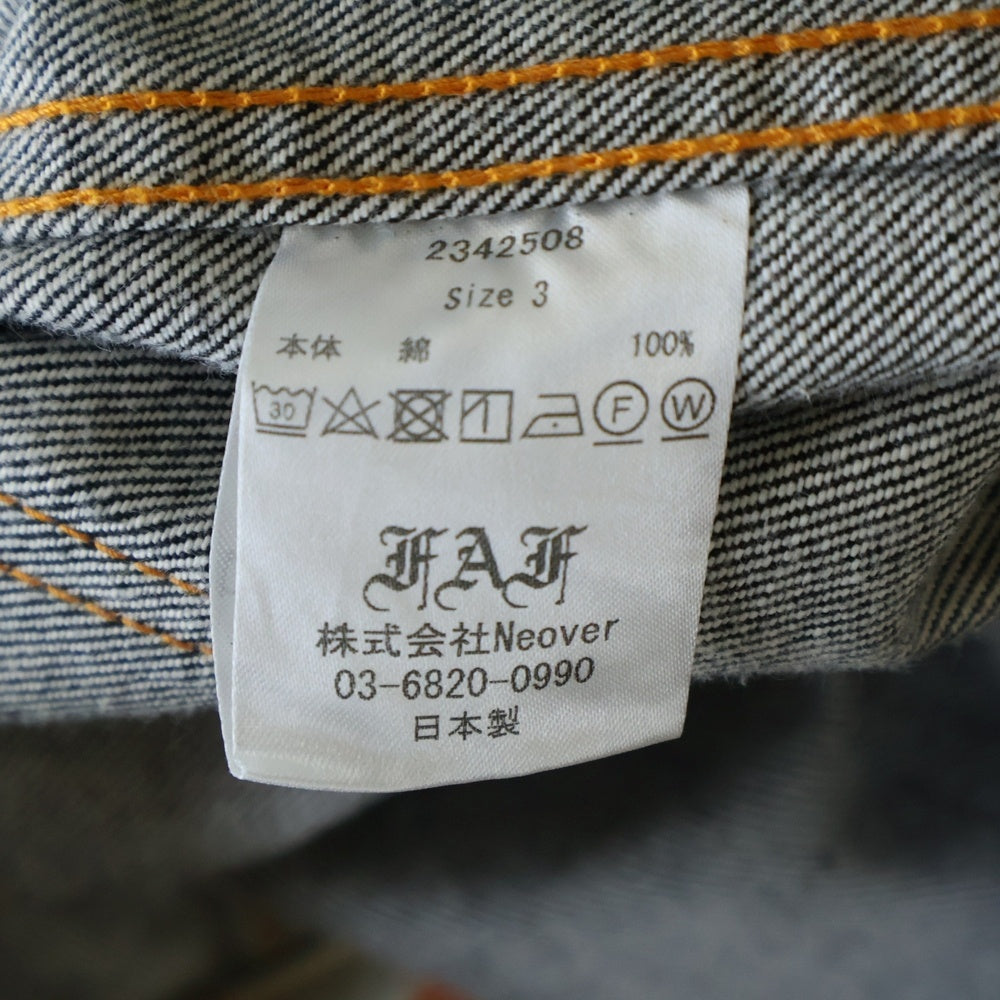 2342508
Size 3
本体 綿 100%
30 F W
FAF
株式会社Neover
03-6820-0990
日本製